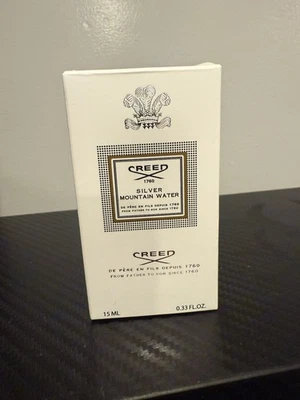 CREED
1760
SILVER
MOUNTAIN WATER
DE PÈRE EN FILS DEPUIS 1760
FROM FATHER TO SON SINCE 1760
CREED
DE PÈRE EN FILS DEPUIS 1760
FROM FATHER TO SON SINCE 1760
15 ML
0.33 FL.OZ.